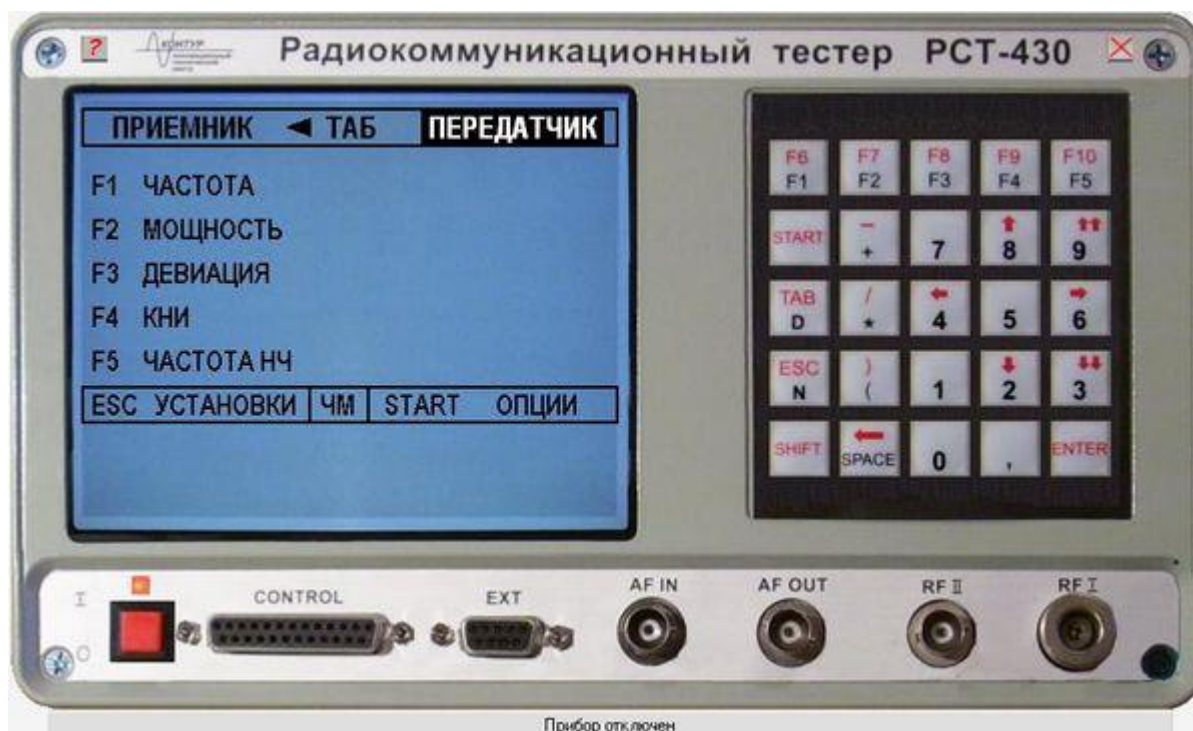 ?
КОНТУР
Радиокоммуникационный тестер РСТ-430
ПРИЕМНИК ◄ ТАБ ПЕРЕДАТЧИК
F1 ЧАСТОТА
F2 МОЩНОСТЬ
F3 ДЕВИАЦИЯ
F4 КНИ
F5 ЧАСТОТА НЧ
ESC УСТАНОВКИ ЧМ START ОПЦИИ
F6 F7 F8 F9 F10
F1 F2 F3 F4 F5
START − + 7 8 9
TAB D / * 4 5 6
ESC N ) ( 1 2 3
SHIFT SPACE 0 , ENTER
I
O
CONTROL EXT AF IN AF OUT RF II RF I
Прибор отключен